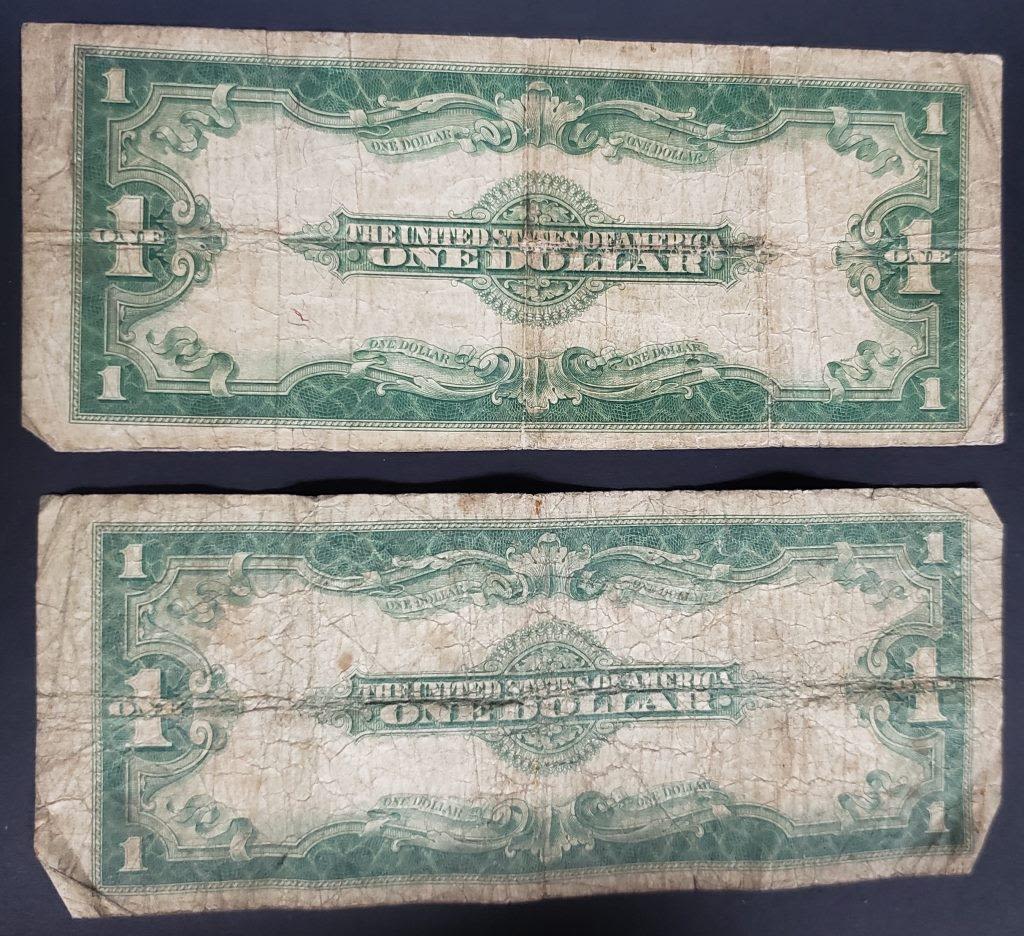 1 1
ONE DOLLAR ONE DOLLAR
1 1
ONE ONE
THE UNITED STATES OF AMERICA
ONE DOLLAR
ONE DOLLAR ONE DOLLAR
1 1
1 1
ONE DOLLAR ONE DOLLAR
1 1
ONE
THE UNITED STATES OF AMERICA
ONE DOLLAR
ONE DOLLAR ONE DOLLAR
1 1